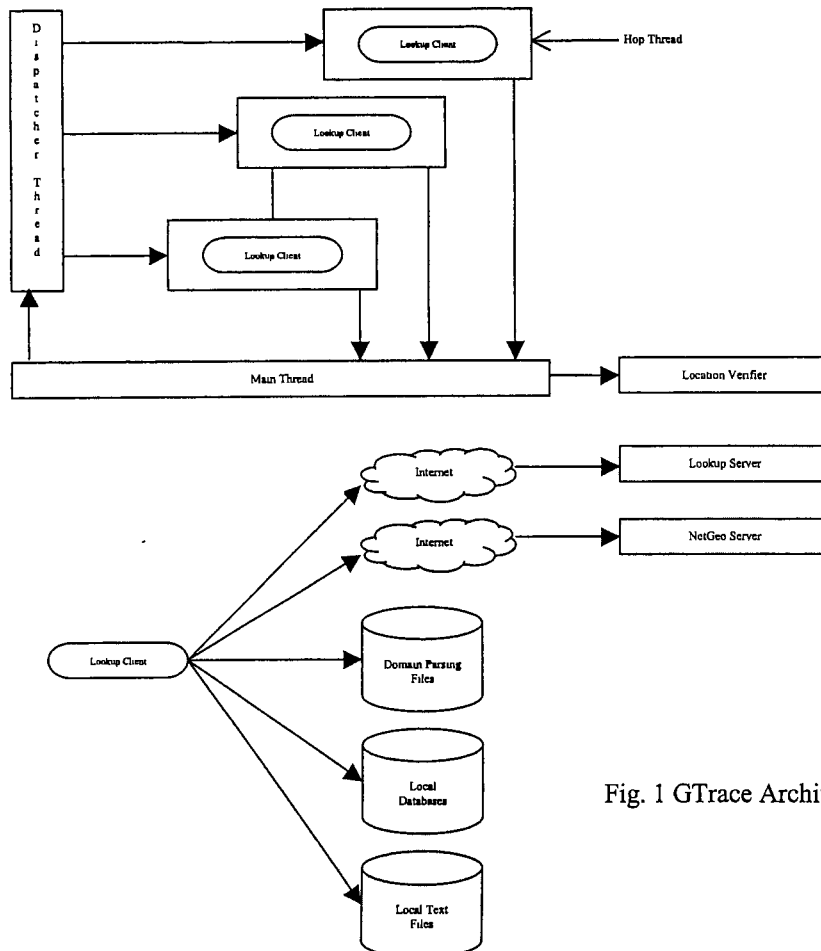 Dispatcher Thread
Lookup Client
Hop Thread
Lookup Client
Lookup Client
Main Thread
Location Verifier
Internet
Lookup Server
Internet
NetGeo Server
Lookup Client
Domain Parsing
Files
Local
Databases
Local Text
Files
Fig. 1 GTrace